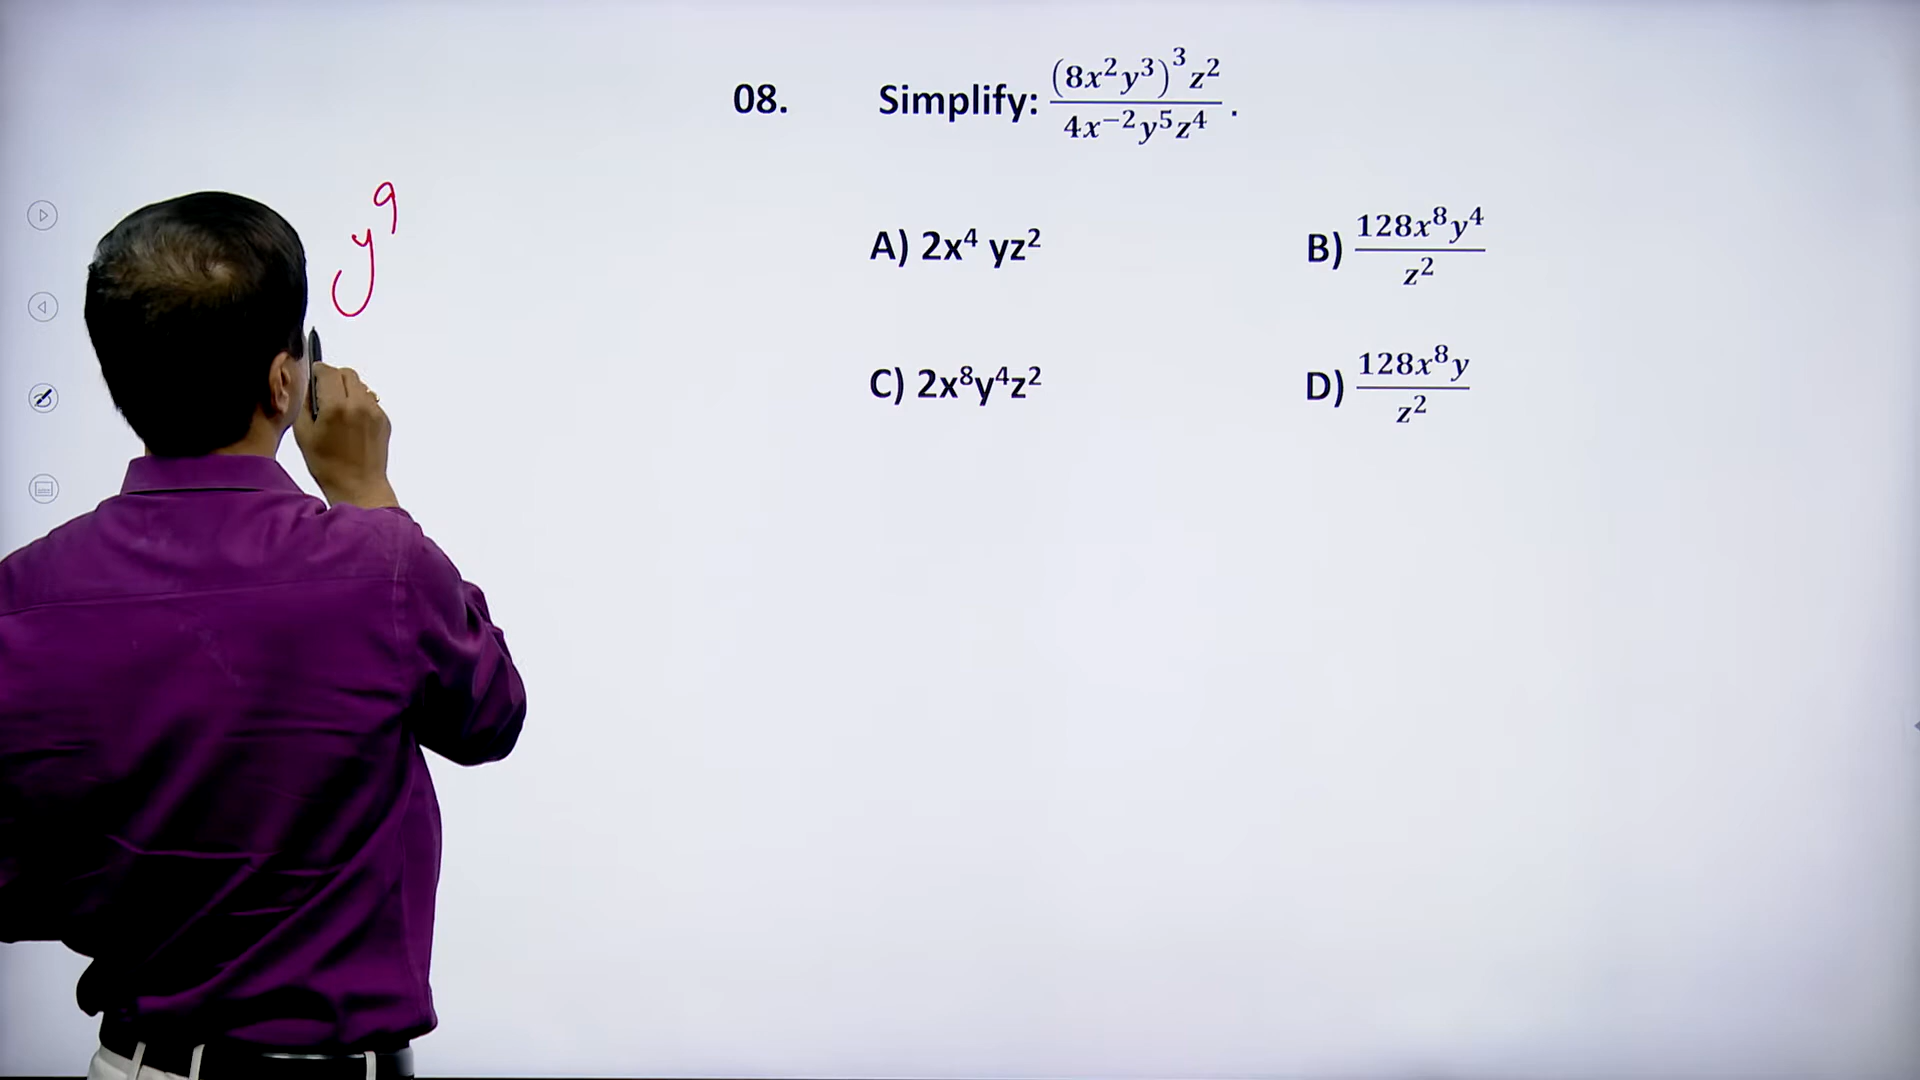 08. Simplify: (8x²y³)³z² / 4x⁻²y⁵z⁴ .
y⁹
A) 2x⁴ yz²
B) 128x⁸y⁴ / z²
C) 2x⁸y⁴z²
D) 128x⁸y / z²